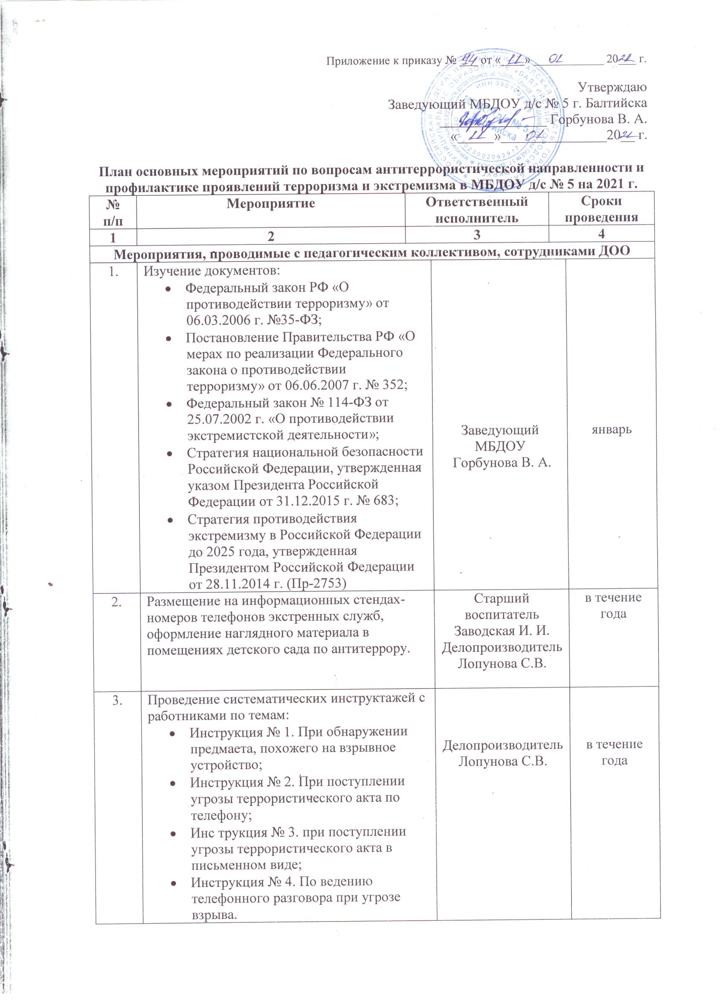 Приложение к приказу № 44 от «11» 01 2021 г.
Утверждаю
Заведующий МБДОУ д/с № 5 г. Балтийска
Горбунова В. А.
«11» 01 2021 г.
План основных мероприятий по вопросам антитеррористической направленности и
профилактике проявлений терроризма и экстремизма в МБДОУ д/с № 5 на 2021 г.
№ п/п Мероприятие Ответственный исполнитель Сроки проведения
1 2 3 4
Мероприятия, проводимые с педагогическим коллективом, сотрудниками ДОО
1. Изучение документов:
• Федеральный закон РФ «О
противодействии терроризму» от
06.03.2006 г. №35-ФЗ;
• Постановление Правительства РФ «О
мерах по реализации Федерального
закона о противодействии
терроризму» от 06.06.2007 г. № 352;
• Федеральный закон № 114-ФЗ от
25.07.2002 г. «О противодействии
экстремистской деятельности»;
• Стратегия национальной безопасности
Российской Федерации, утвержденная
указом Президента Российской
Федерации от 31.12.2015 г. № 683;
• Стратегия противодействия
экстремизму в Российской Федерации
до 2025 года, утвержденная
Президентом Российской Федерации
от 28.11.2014 г. (Пр-2753)
Заведующий
МБДОУ
Горбунова В. А.
январь
2. Размещение на информационных стендах-
номеров телефонов экстренных служб,
оформление наглядного материала в
помещениях детского сада по антитеррору.
Старший
воспитатель
Заводская И. И.
Делопроизводитель
Лопунова С.В.
в течение
года
3. Проведение систематических инструктажей с
работниками по темам:
• Инструкция № 1. При обнаружении
предмаета, похожего на взрывное
устройство;
• Инструкция № 2. При поступлении
угрозы террористического акта по
телефону;
• Инс трукция № 3. при поступлении
угрозы террористического акта в
письменном виде;
• Инструкция № 4. По ведению
телефонного разговора при угрозе
взрыва.
Делопроизводитель
Лопунова С.В.
в течение
года